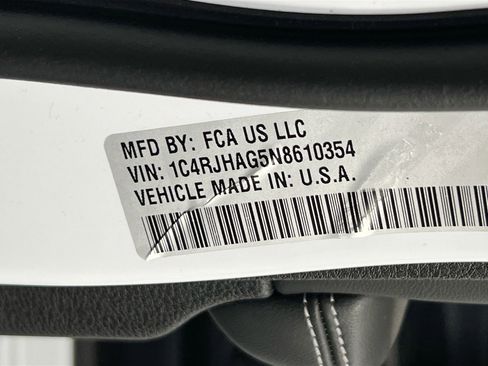 MFD BY: FCA US LLC
VIN: 1C4RJHAG5N8610354
VEHICLE MADE IN: U.S.A.